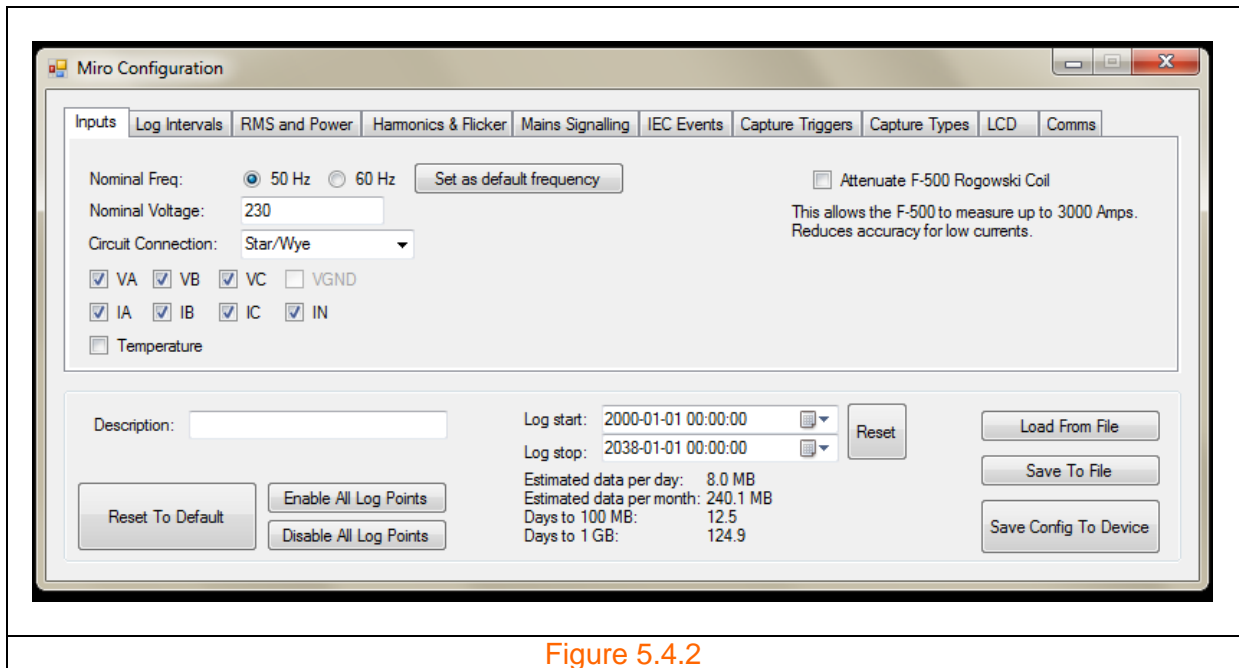 Miro Configuration
Inputs Log Intervals RMS and Power Harmonics & Flicker Mains Signalling IEC Events Capture Triggers Capture Types LCD Comms
Nominal Freq: 50 Hz 60 Hz Set as default frequency
Attenuate F-500 Rogowski Coil
Nominal Voltage: 230
This allows the F-500 to measure up to 3000 Amps.
Reduces accuracy for low currents.
Circuit Connection: Star/Wye
VA VB VC VGND
IA IB IC IN
Temperature
Description:
Log start: 2000-01-01 00:00:00
Log stop: 2038-01-01 00:00:00
Reset
Estimated data per day: 8.0 MB
Estimated data per month: 240.1 MB
Days to 100 MB: 12.5
Days to 1 GB: 124.9
Reset To Default
Enable All Log Points
Disable All Log Points
Load From File
Save To File
Save Config To Device
Figure 5.4.2